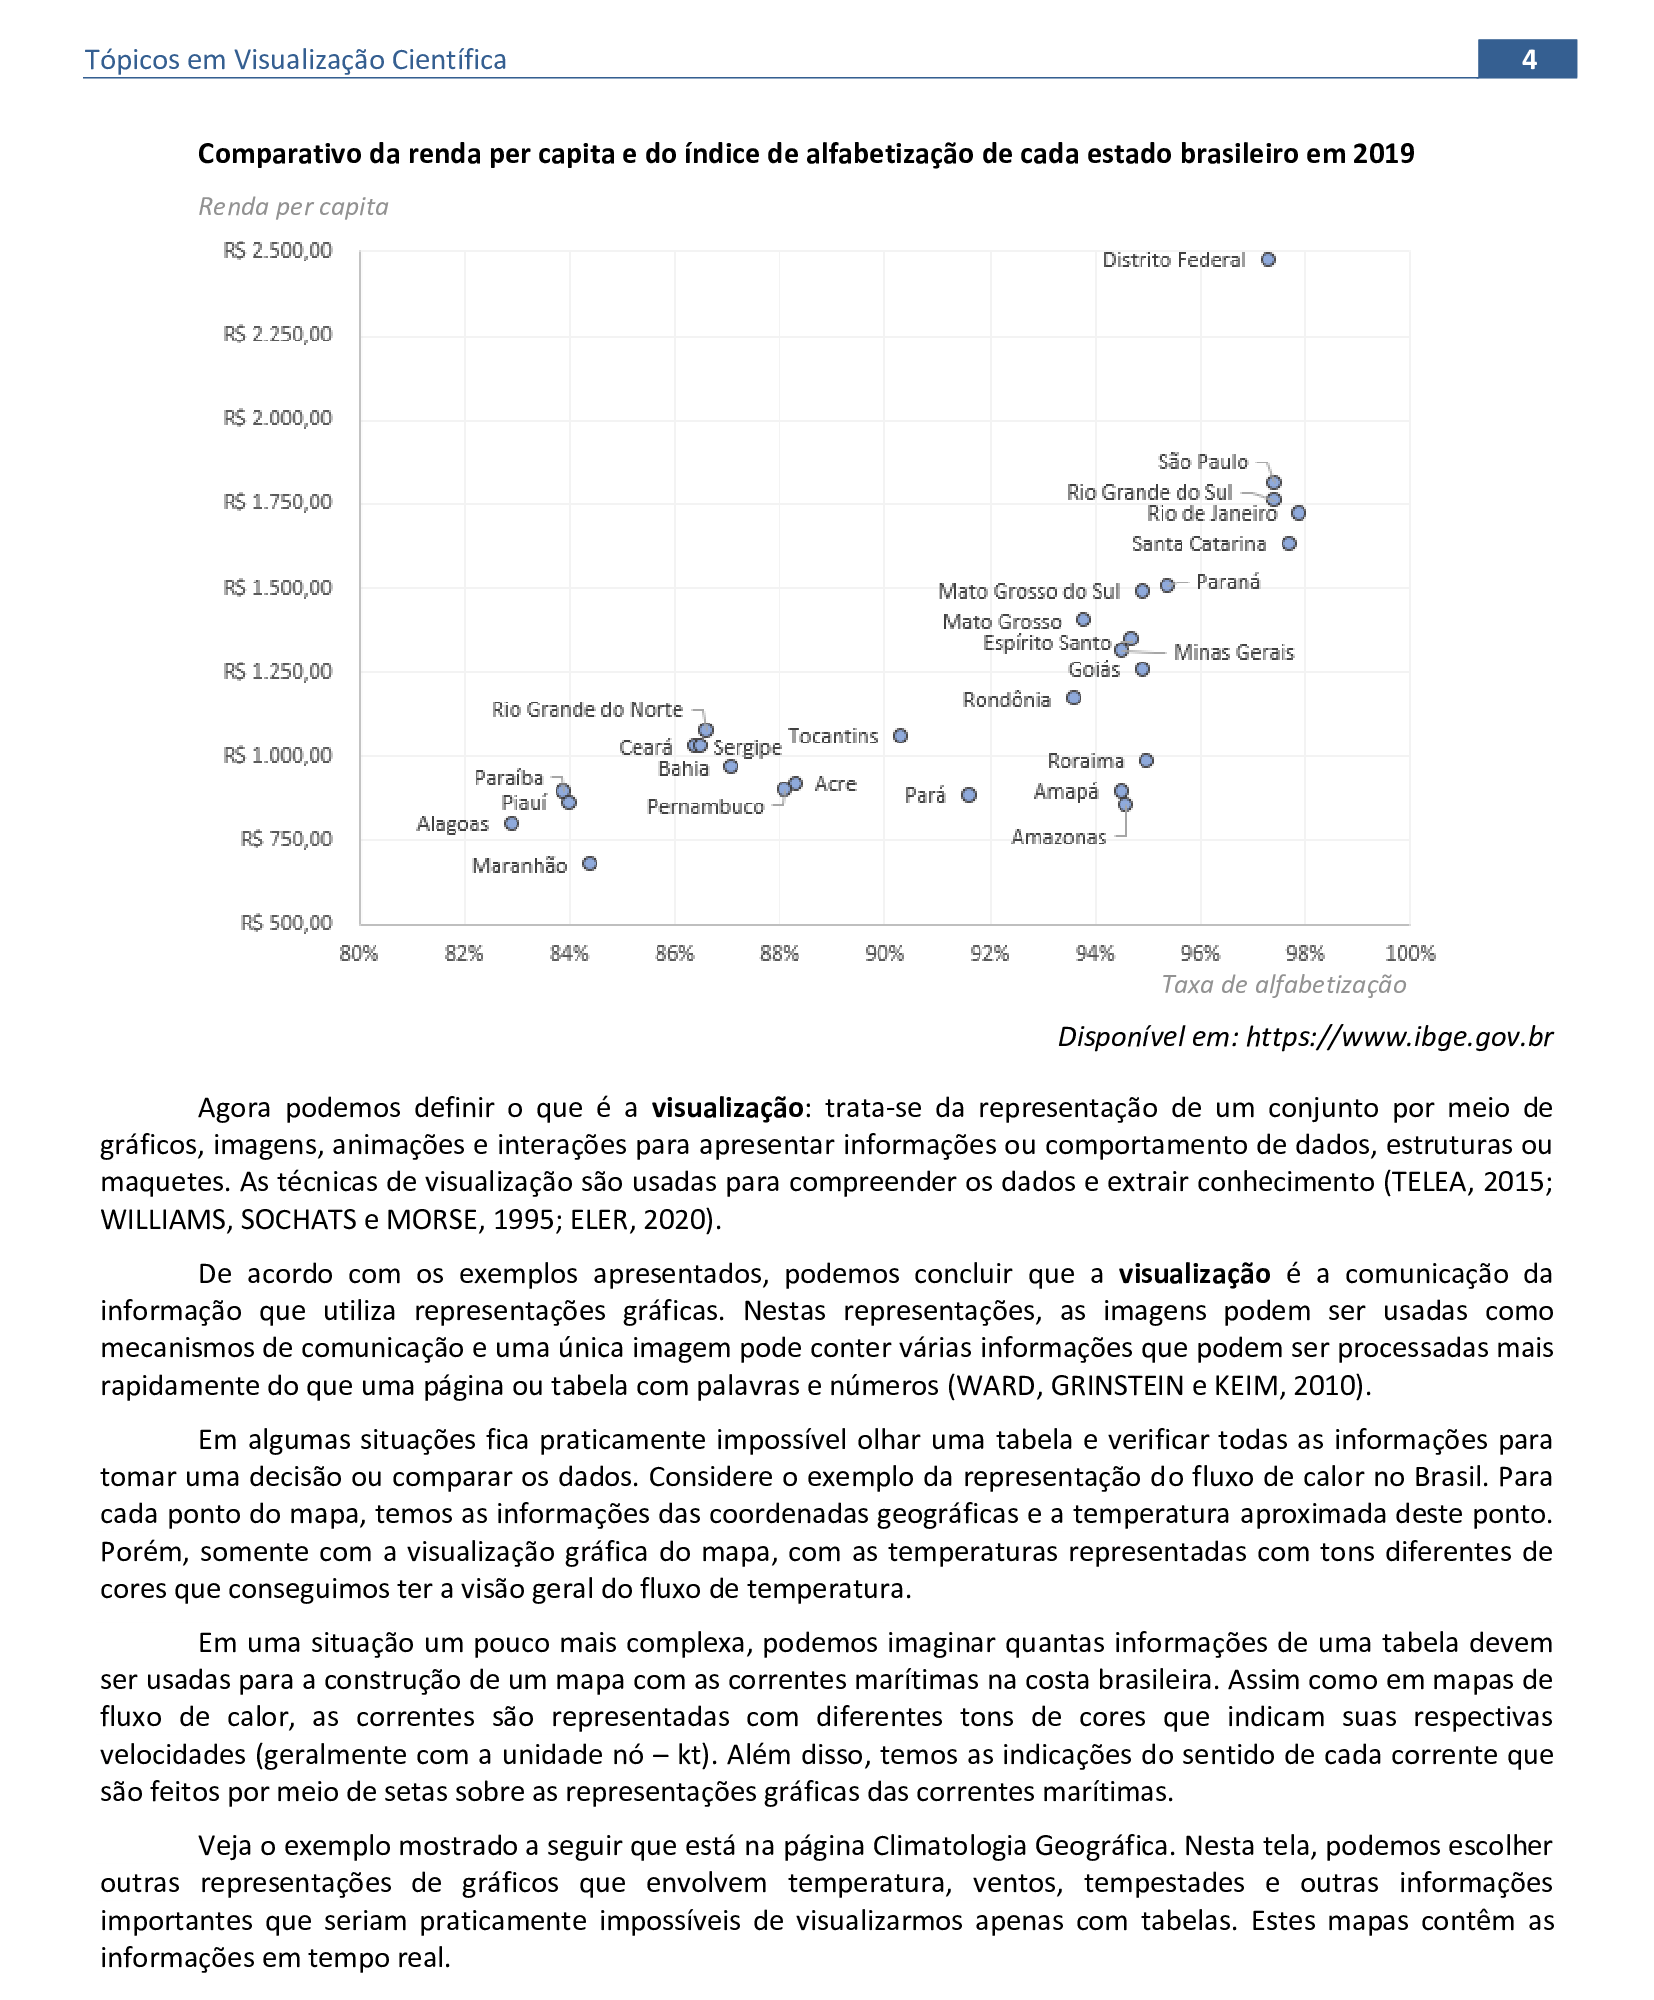 Tópicos em Visualização Científica
4
Comparativo da renda per capita e do índice de alfabetização de cada estado brasileiro em 2019
Renda per capita
R$ 2.500,00
Distrito Federal
R$ 2.250,00
R$ 2.000,00
São Paulo
Rio Grande do Sul
R$ 1.750,00
Rio de Janeiro
Santa Catarina
R$ 1.500,00
Paraná
Mato Grosso do Sul
Mato Grosso
Espírito Santo
Minas Gerais
R$ 1.250,00
Goiás
Rondônia
Rio Grande do Norte
Tocantins
Ceará
Sergipe
R$ 1.000,00
Roraima
Bahia
Paraíba
Acre
Amapá
Pará
Piauí
Pernambuco
Alagoas
Amazonas
R$ 750,00
Maranhão
R$ 500,00
80% 82% 84% 86% 88% 90% 92% 94% 96% 98% 100%
Taxa de alfabetização
Disponível em: https://www.ibge.gov.br
Agora podemos definir o que é a visualização: trata-se da representação de um conjunto por meio de
gráficos, imagens, animações e interações para apresentar informações ou comportamento de dados, estruturas ou
maquetes. As técnicas de visualização são usadas para compreender os dados e extrair conhecimento (TELEA, 2015;
WILLIAMS, SOCHATS e MORSE, 1995; ELER, 2020).
De acordo com os exemplos apresentados, podemos concluir que a visualização é a comunicação da
informação que utiliza representações gráficas. Nestas representações, as imagens podem ser usadas como
mecanismos de comunicação e uma única imagem pode conter várias informações que podem ser processadas mais
rapidamente do que uma página ou tabela com palavras e números (WARD, GRINSTEIN e KEIM, 2010).
Em algumas situações fica praticamente impossível olhar uma tabela e verificar todas as informações para
tomar uma decisão ou comparar os dados. Considere o exemplo da representação do fluxo de calor no Brasil. Para
cada ponto do mapa, temos as informações das coordenadas geográficas e a temperatura aproximada deste ponto.
Porém, somente com a visualização gráfica do mapa, com as temperaturas representadas com tons diferentes de
cores que conseguimos ter a visão geral do fluxo de temperatura.
Em uma situação um pouco mais complexa, podemos imaginar quantas informações de uma tabela devem
ser usadas para a construção de um mapa com as correntes marítimas na costa brasileira. Assim como em mapas de
fluxo de calor, as correntes são representadas com diferentes tons de cores que indicam suas respectivas
velocidades (geralmente com a unidade nó – kt). Além disso, temos as indicações do sentido de cada corrente que
são feitos por meio de setas sobre as representações gráficas das correntes marítimas.
Veja o exemplo mostrado a seguir que está na página Climatologia Geográfica. Nesta tela, podemos escolher
outras representações de gráficos que envolvem temperatura, ventos, tempestades e outras informações
importantes que seriam praticamente impossíveis de visualizarmos apenas com tabelas. Estes mapas contêm as
informações em tempo real.